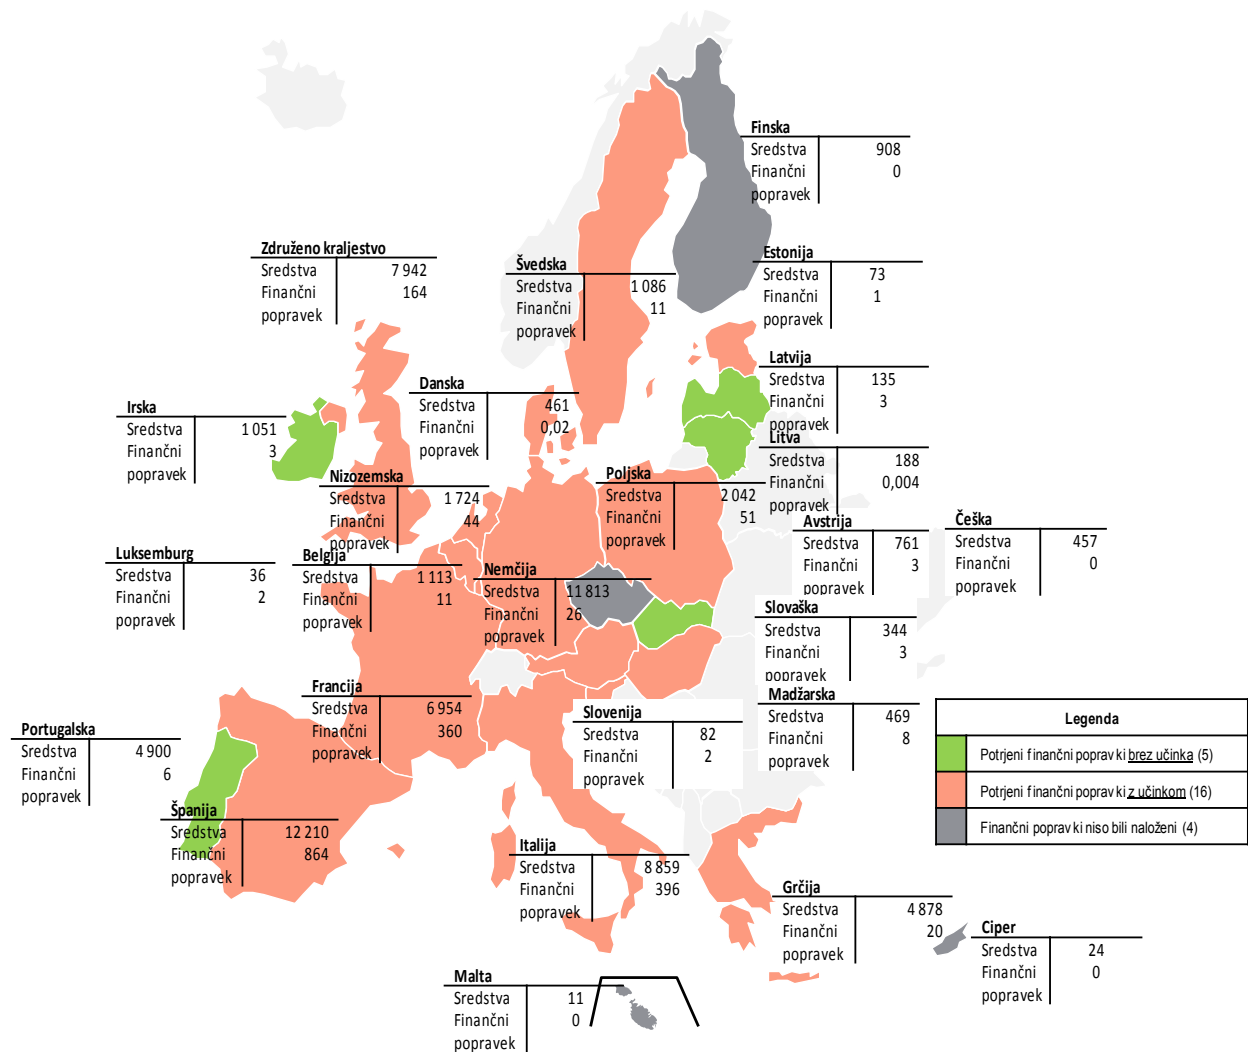 Finska
Sredstva 908
Finančni 0
popravek
Združeno kraljestvo
Sredstva 7 942
Finančni 164
popravek
Švedska
Sredstva 1 086
Finančni 11
popravek
Estonija
Sredstva 73
Finančni 1
popravek
Latvija
Sredstva 135
Finančni 3
popravek
Danska
Sredstva 461
Finančni 0,02
popravek
Irska
Sredstva 1 051
Finančni 3
popravek
Litva
Sredstva 188
Finančni 0,004
popravek
Nizozemska
Sredstva 1 724
Finančni 44
popravek
Poljska
Sredstva 2 042
Finančni 51
popravek
Avstrija
Sredstva 761
Finančni 3
popravek
Češka
Sredstva 457
Finančni 0
popravek
Luksemburg
Sredstva 36
Finančni 2
popravek
Belgija
Sredstva 1 113
Finančni 11
popravek
Nemčija
Sredstva 11 813
Finančni 26
popravek
Slovaška
Sredstva 344
Finančni 3
popravek
Francija
Sredstva 6 954
Finančni 360
popravek
Slovenija
Sredstva 82
Finančni 2
popravek
Madžarska
Sredstva 469
Finančni 8
popravek
Portugalska
Sredstva 4 900
Finančni 6
popravek
Španija
Sredstva 12 210
Finančni 864
popravek
Italija
Sredstva 8 859
Finančni 396
popravek
Grčija
Sredstva 4 878
Finančni 20
popravek
Ciper
Sredstva 24
Finančni 0
popravek
Malta
Sredstva 11
Finančni 0
popravek
Legenda
Potrjeni finančni popravki brez učinka (5)
Potrjeni finančni popravki z učinkom (16)
Finančni popravki niso bili naloženi (4)